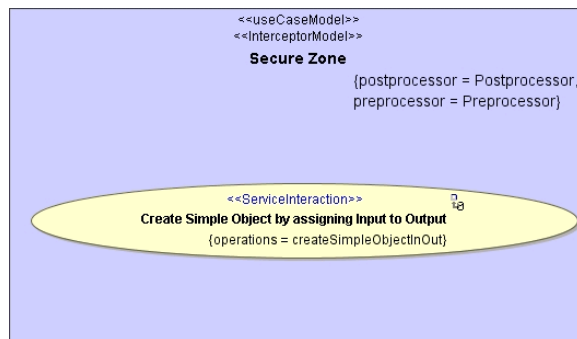 <<useCaseModel>>
<<InterceptorModel>>
Secure Zone
{postprocessor = Postprocessor,
preprocessor = Preprocessor}
<<ServiceInteraction>>
Create Simple Object by assigning Input to Output
{operations = createSimpleObjectInOut}